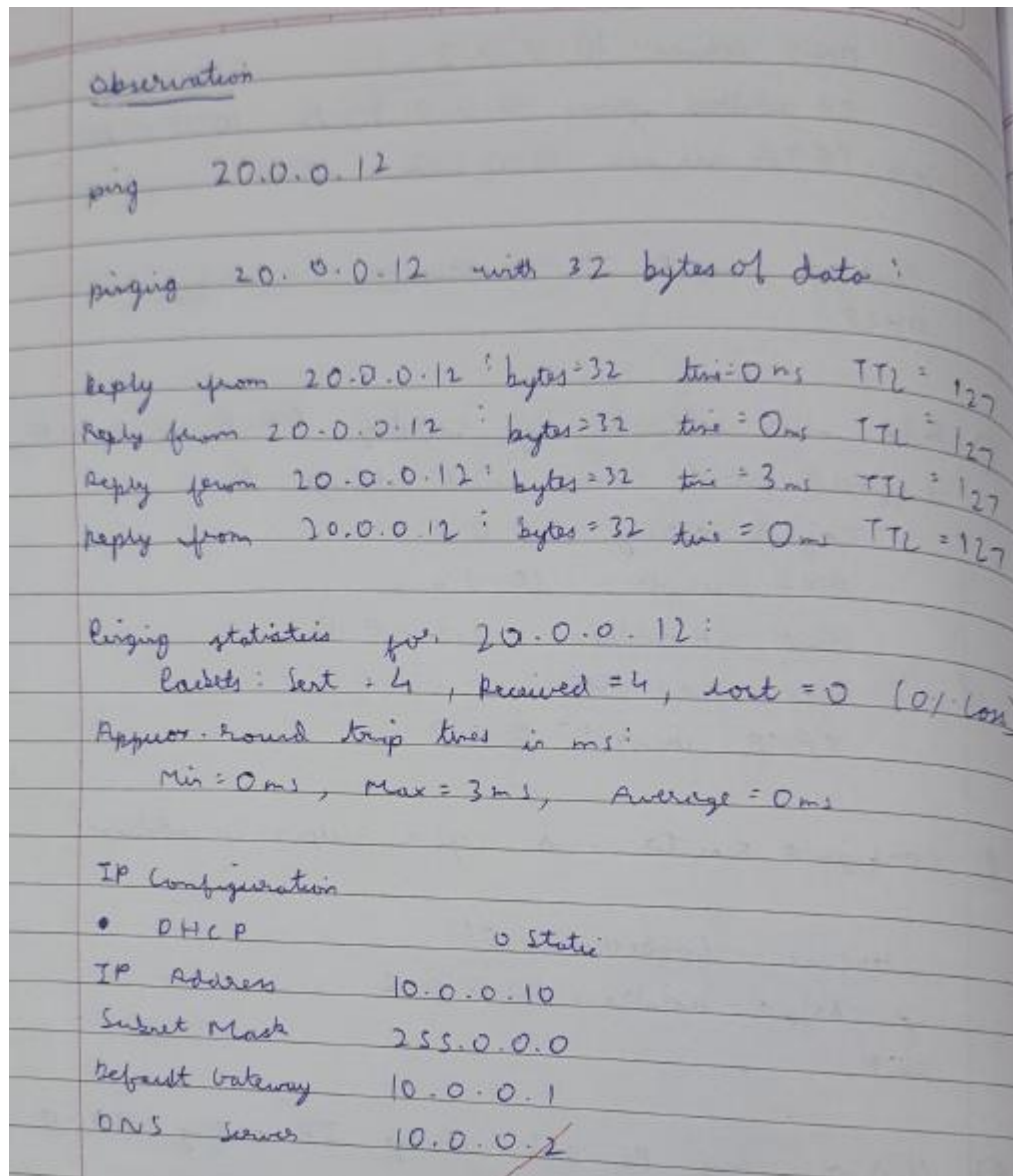 Observation
ping 20.0.0.12
pinging 20.0.0.12 with 32 bytes of data :
Reply from 20.0.0.12 : bytes=32 time=0ms TTL = 127
Reply from 20.0.0.12 : bytes=32 time = 0ms TTL = 127
Reply from 20.0.0.12 : bytes=32 time = 3ms TTL = 127
Reply from 20.0.0.12 : bytes = 32 time = 0ms TTL = 127
Pinging statistics for 20.0.0.12 :
Packets : Sent = 4 , Received = 4, Lost = 0 (0% Loss)
Approx. round trip times in ms :
Min = 0ms , Max = 3ms, Average = 0ms
IP Configuration
• DHCP o Static
IP Address 10.0.0.10
Subnet Mask 255.0.0.0
Default Gateway 10.0.0.1
DNS Server 10.0.0.2